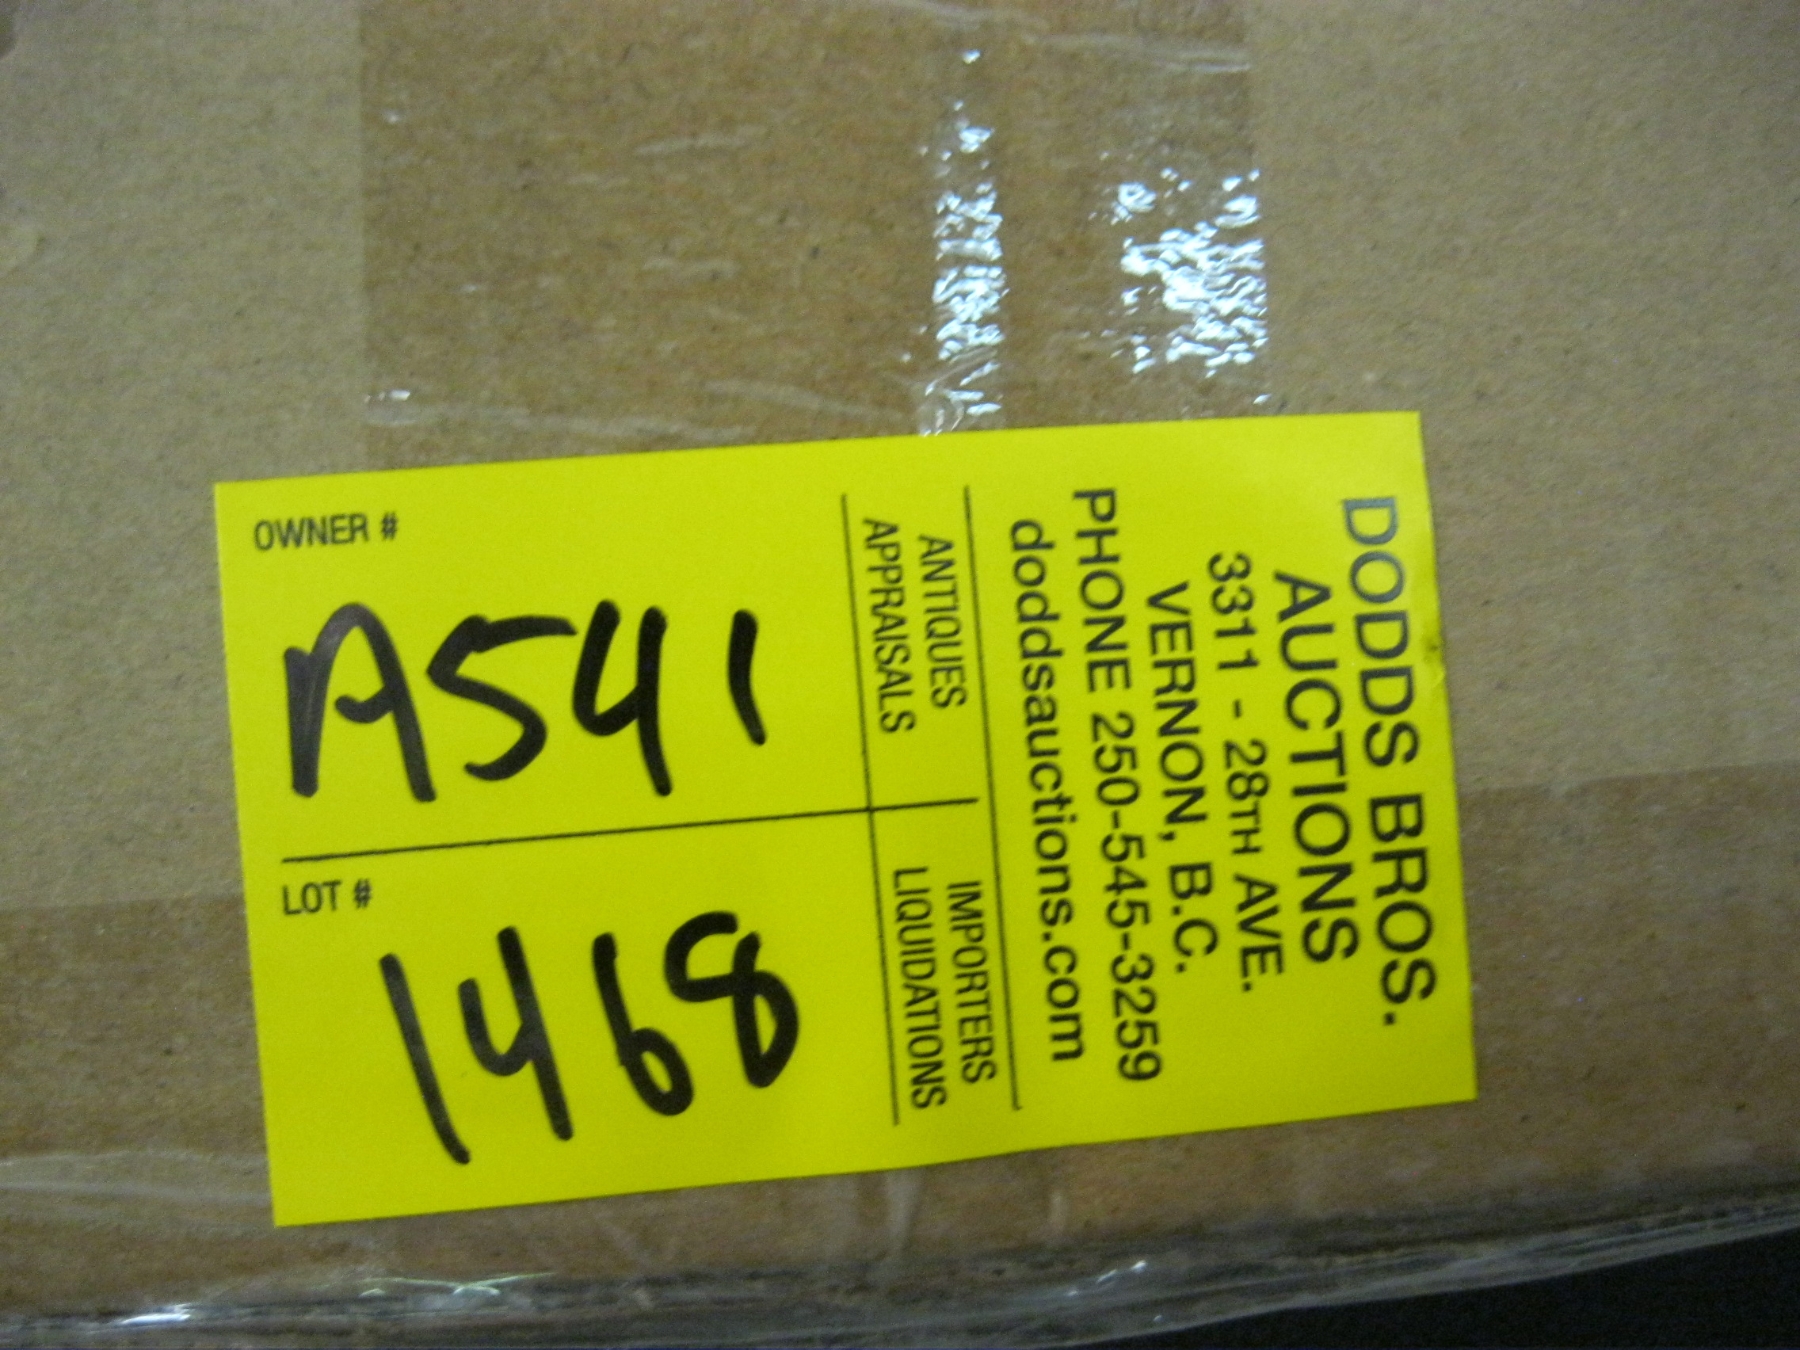 DODDS BROS.
AUCTIONS
3311 - 28TH AVE.
VERNON, B.C.
PHONE 250-545-3259
doddsauctions.com
ANTIQUES
APPRAISALS
IMPORTERS
LIQUIDATIONS
OWNER #
A541
LOT #
1468